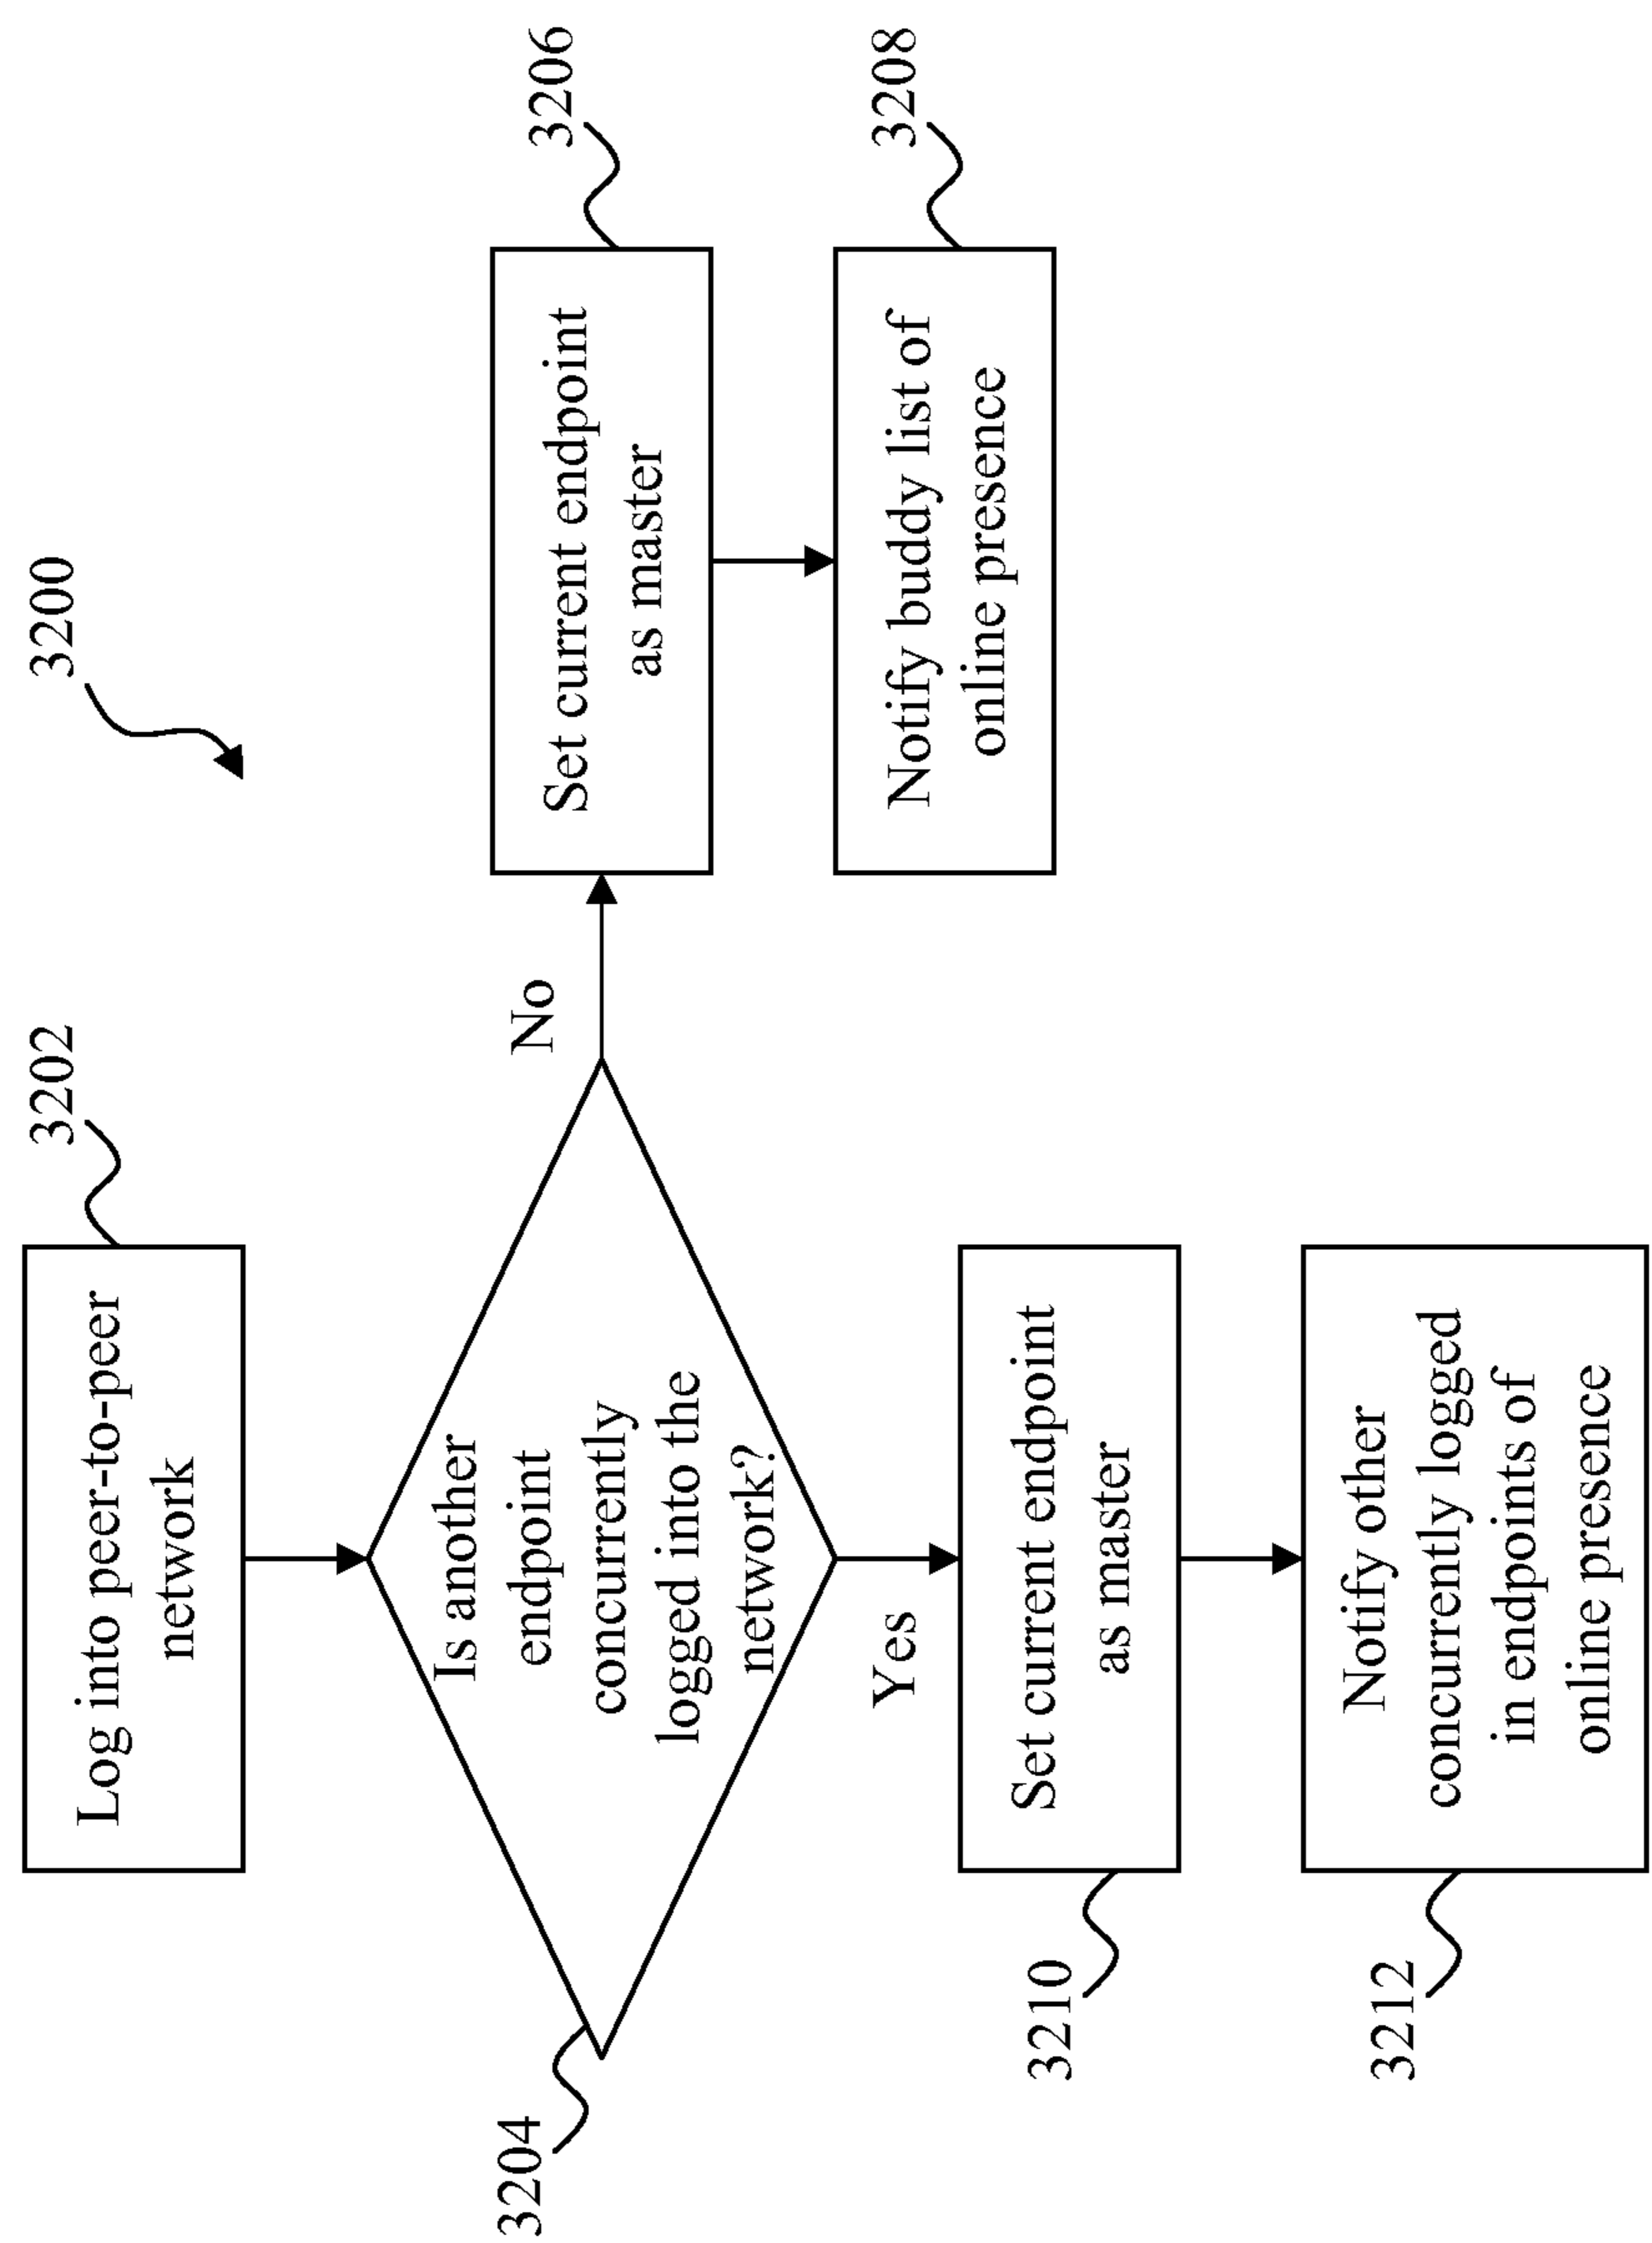 3200
3202
Log into peer-to-peer
network
3204
Is another
endpoint
concurrently
logged into the
network?
No
3206
Set current endpoint
as master
3208
Notify buddy list of
online presence
Yes
3210
Set current endpoint
as master
3212
Notify other
concurrently logged
in endpoints of
online presence